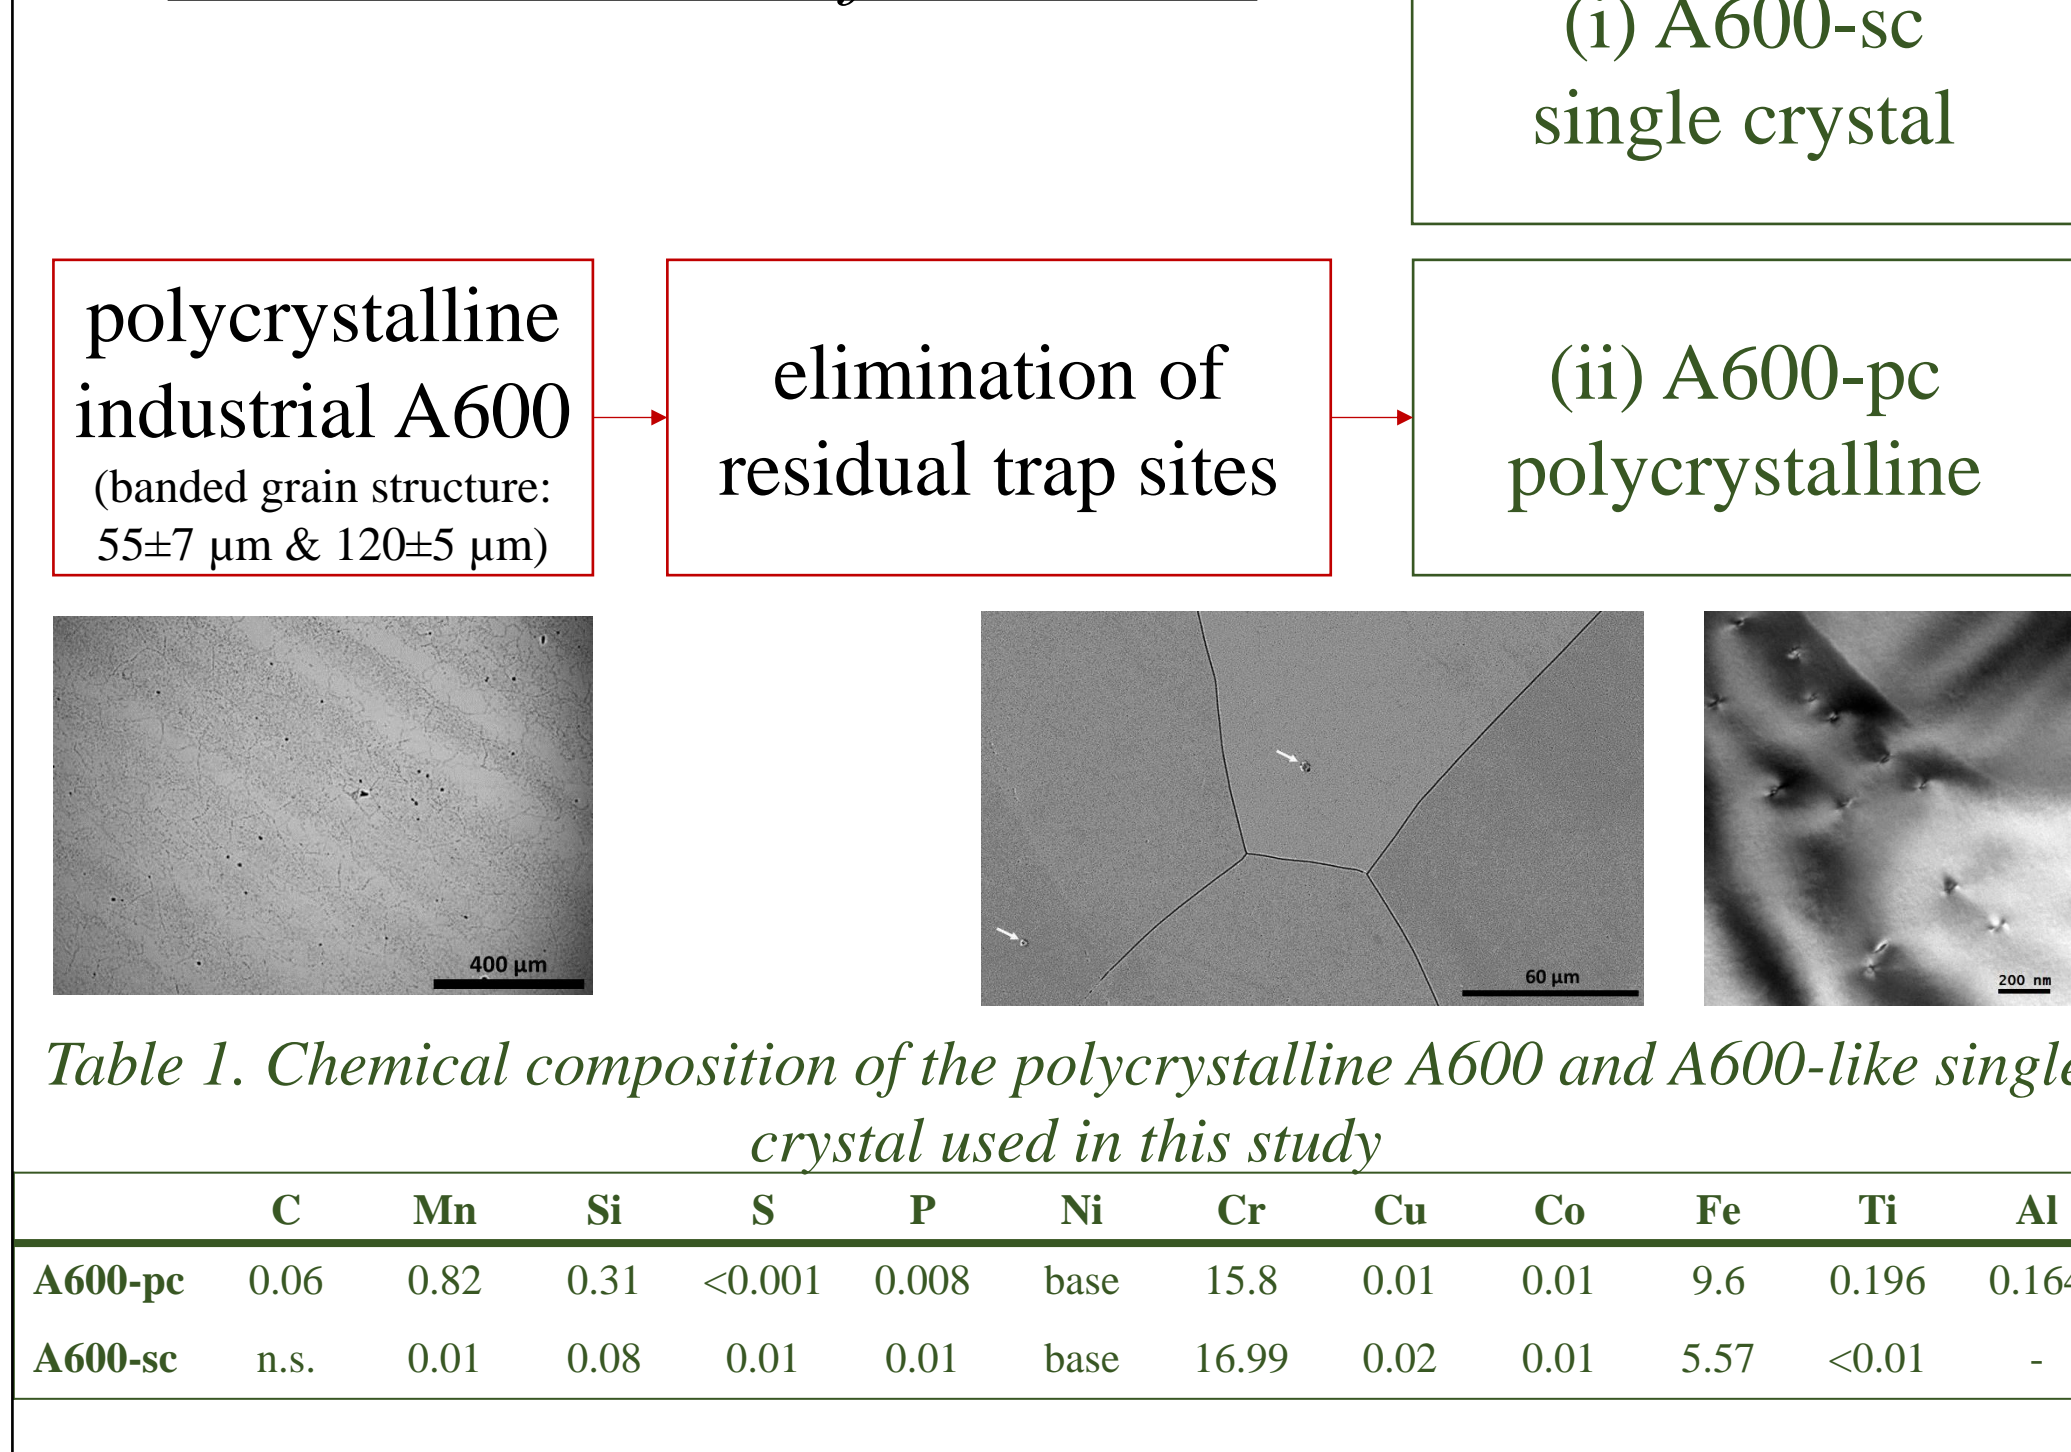 (i) A600-sc
single crystal
polycrystalline
industrial A600
(banded grain structure:
55±7 µm & 120±5 µm)
elimination of
residual trap sites
(ii) A600-pc
polycrystalline
400 µm
60 µm
200 nm
Table 1. Chemical composition of the polycrystalline A600 and A600-like single
crystal used in this study
C Mn Si S P Ni Cr Cu Co Fe Ti Al
A600-pc 0.06 0.82 0.31 <0.001 0.008 base 15.8 0.01 0.01 9.6 0.196 0.164
A600-sc n.s. 0.01 0.08 0.01 0.01 base 16.99 0.02 0.01 5.57 <0.01 -